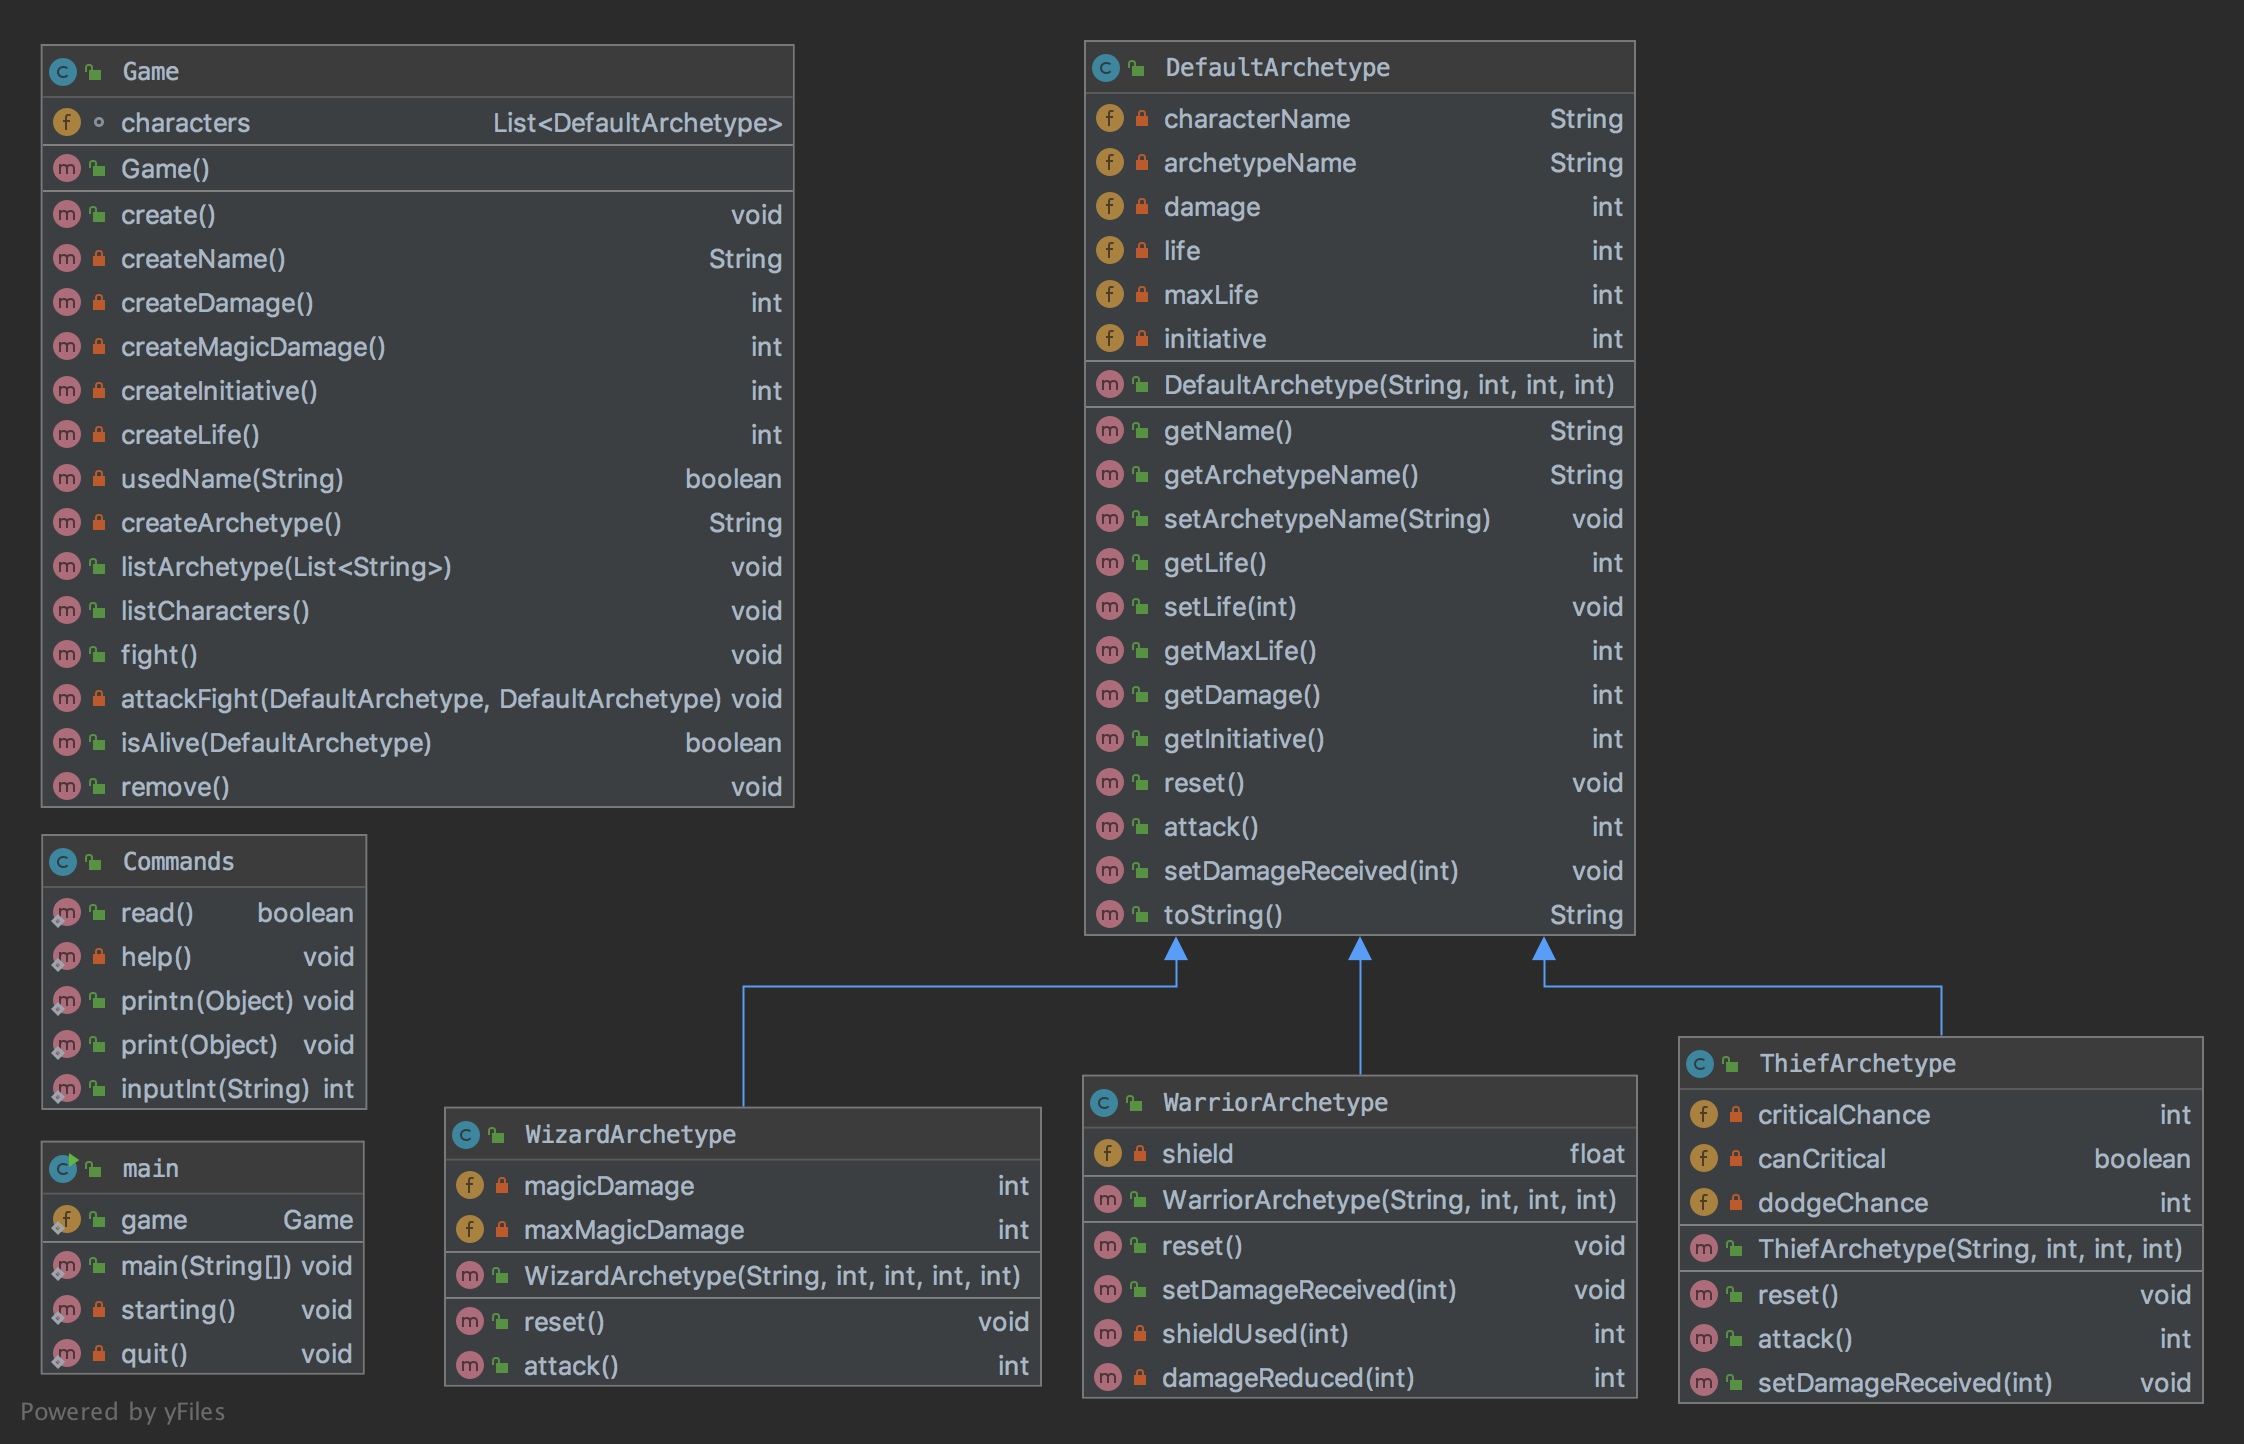 Game
characters List<DefaultArchetype>
Game()
create() void
createName() String
createDamage() int
createMagicDamage() int
createInitiative() int
createLife() int
usedName(String) boolean
createArchetype() String
listArchetype(List<String>) void
listCharacters() void
fight() void
attackFight(DefaultArchetype, DefaultArchetype) void
isAlive(DefaultArchetype) boolean
remove() void
Commands
read() boolean
help() void
printn(Object) void
print(Object) void
inputInt(String) int
main
game Game
main(String[]) void
starting() void
quit() void
DefaultArchetype
characterName String
archetypeName String
damage int
life int
maxLife int
initiative int
DefaultArchetype(String, int, int, int)
getName() String
getArchetypeName() String
setArchetypeName(String) void
getLife() int
setLife(int) void
getMaxLife() int
getDamage() int
getInitiative() int
reset() void
attack() int
setDamageReceived(int) void
toString() String
WizardArchetype
magicDamage int
maxMagicDamage int
WizardArchetype(String, int, int, int, int)
reset() void
attack() int
WarriorArchetype
shield float
WarriorArchetype(String, int, int, int)
reset() void
setDamageReceived(int) void
shieldUsed(int) int
damageReduced(int) int
ThiefArchetype
criticalChance int
canCritical boolean
dodgeChance int
ThiefArchetype(String, int, int, int)
reset() void
attack() int
setDamageReceived(int) void
Powered by yFiles